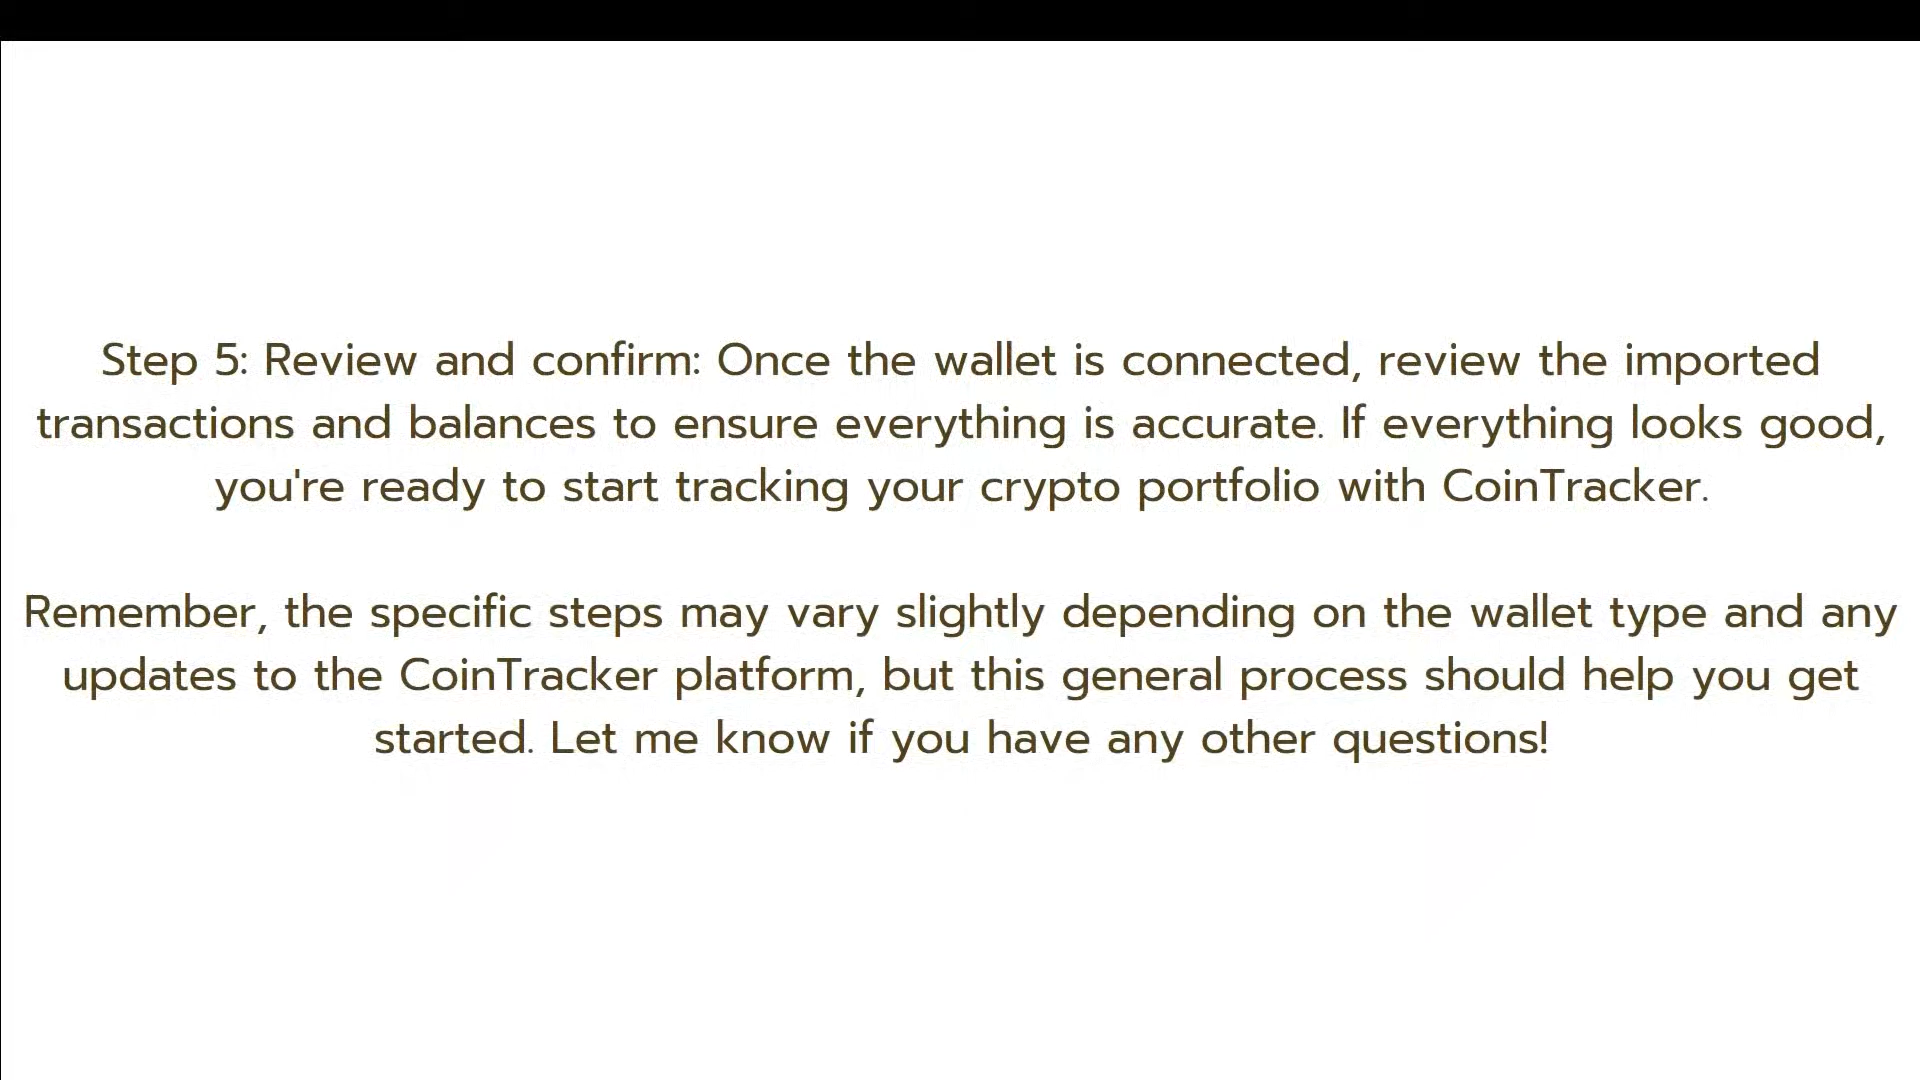 Step 5: Review and confirm: Once the wallet is connected, review the imported
transactions and balances to ensure everything is accurate. If everything looks good,
you're ready to start tracking your crypto portfolio with CoinTracker.
Remember, the specific steps may vary slightly depending on the wallet type and any
updates to the CoinTracker platform, but this general process should help you get
started. Let me know if you have any other questions!